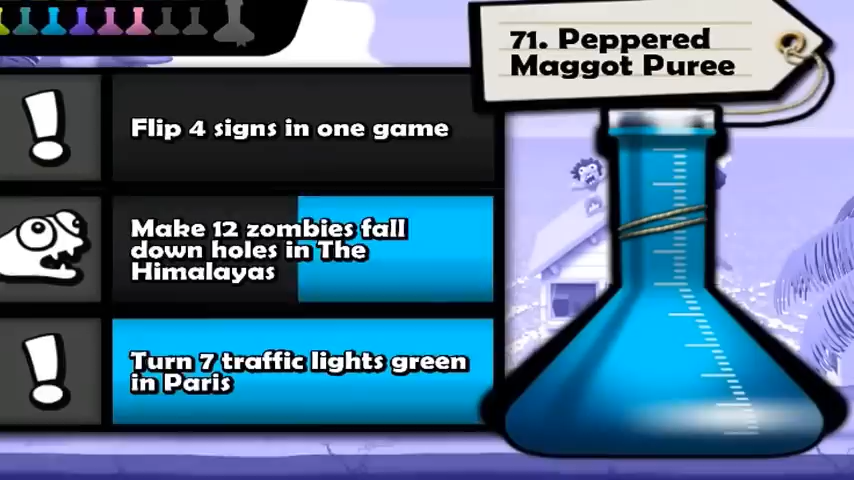 71. Peppered
Maggot Puree
Flip 4 signs in one game
Make 12 zombies fall
down holes in The
Himalayas
Turn 7 traffic lights green
in Paris